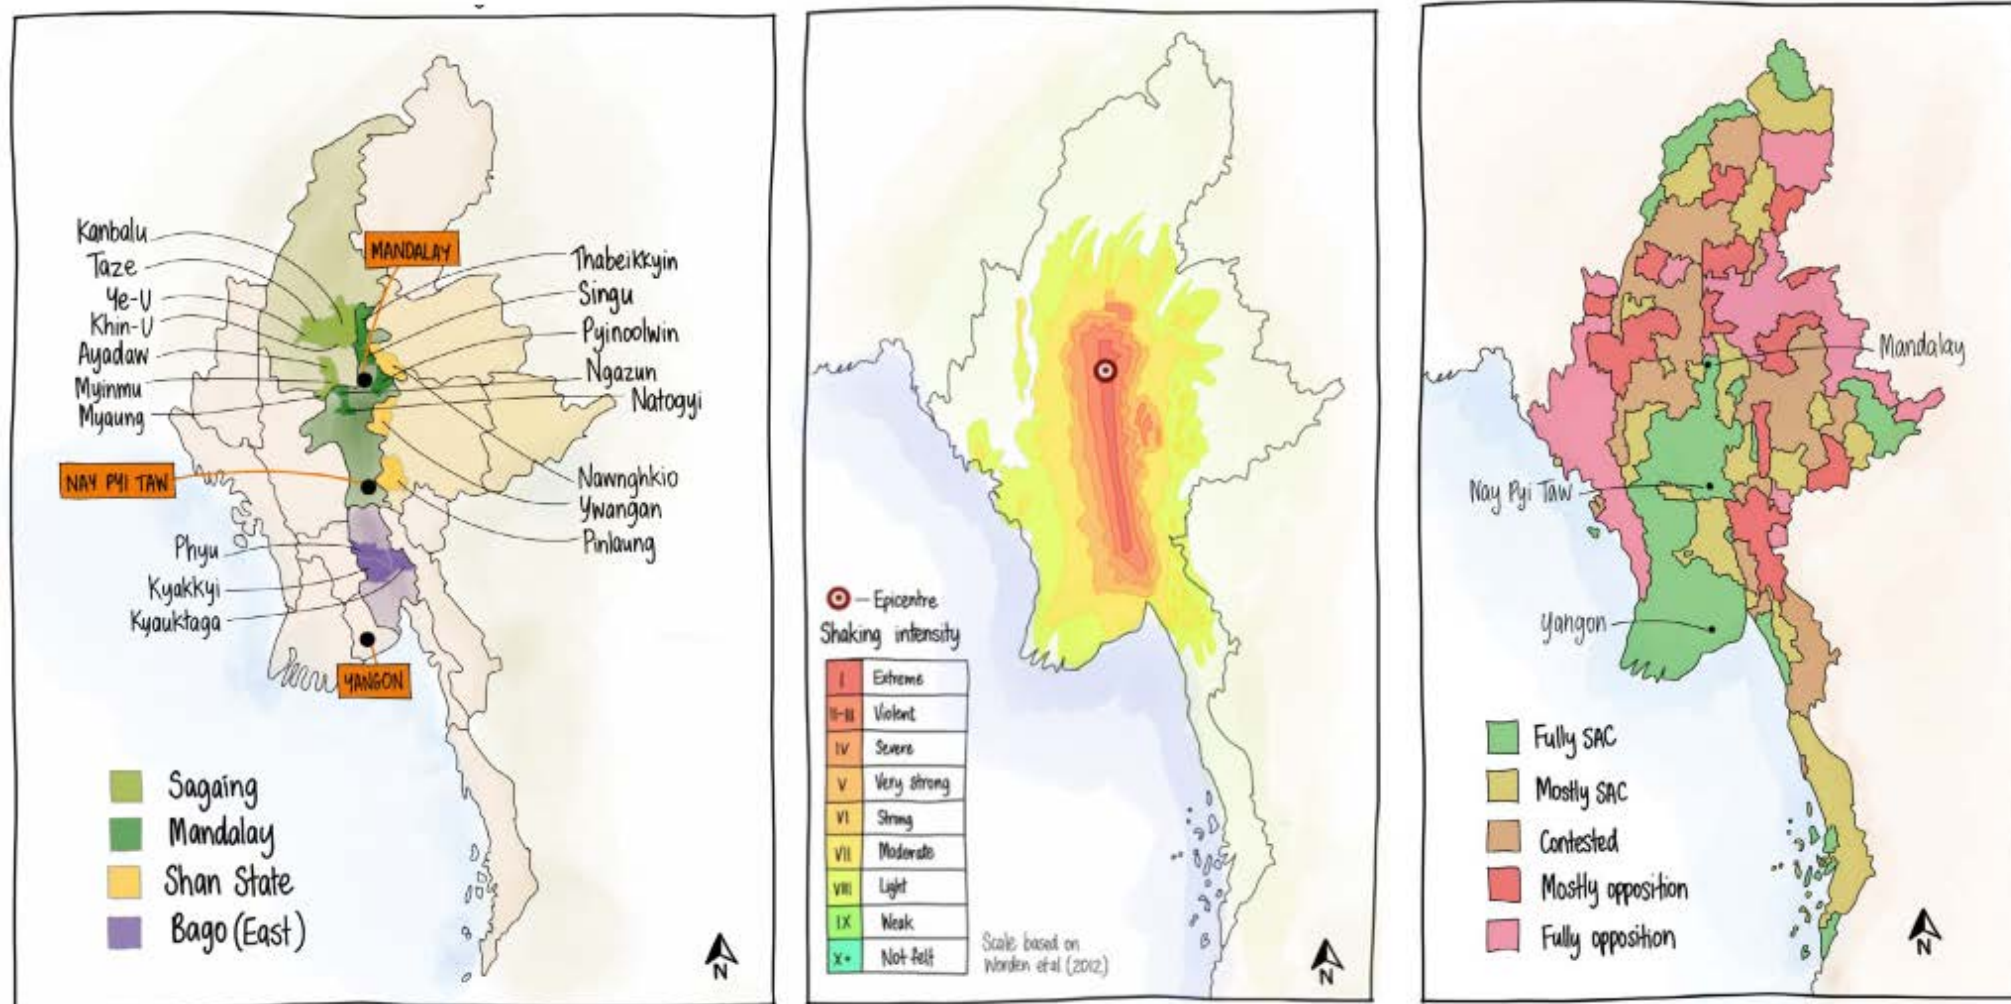 Kanbalu
Taze
Ye-U
Khin-U
Ayadaw
Myinmu
Myaung
MANDALAY
Thabeikkyin
Singu
Pyinoolwin
Ngazun
Natogyi
NAY PYI TAW
Nawnghkio
Ywangan
Pinlaung
Phyu
Kyakkyi
Kyauktaga
YANGON
Sagaing
Mandalay
Shan State
Bago (East)
N
Epicentre
Shaking intensity
I Extreme
II-III Violent
IV Severe
V Very strong
VI Strong
VII Moderate
VIII Light
IX Weak
X+ Not felt
Scale based on
Worden et al (2012)
N
Mandalay
Nay Pyi Taw
Yangon
Fully SAC
Mostly SAC
Contested
Mostly opposition
Fully opposition
N